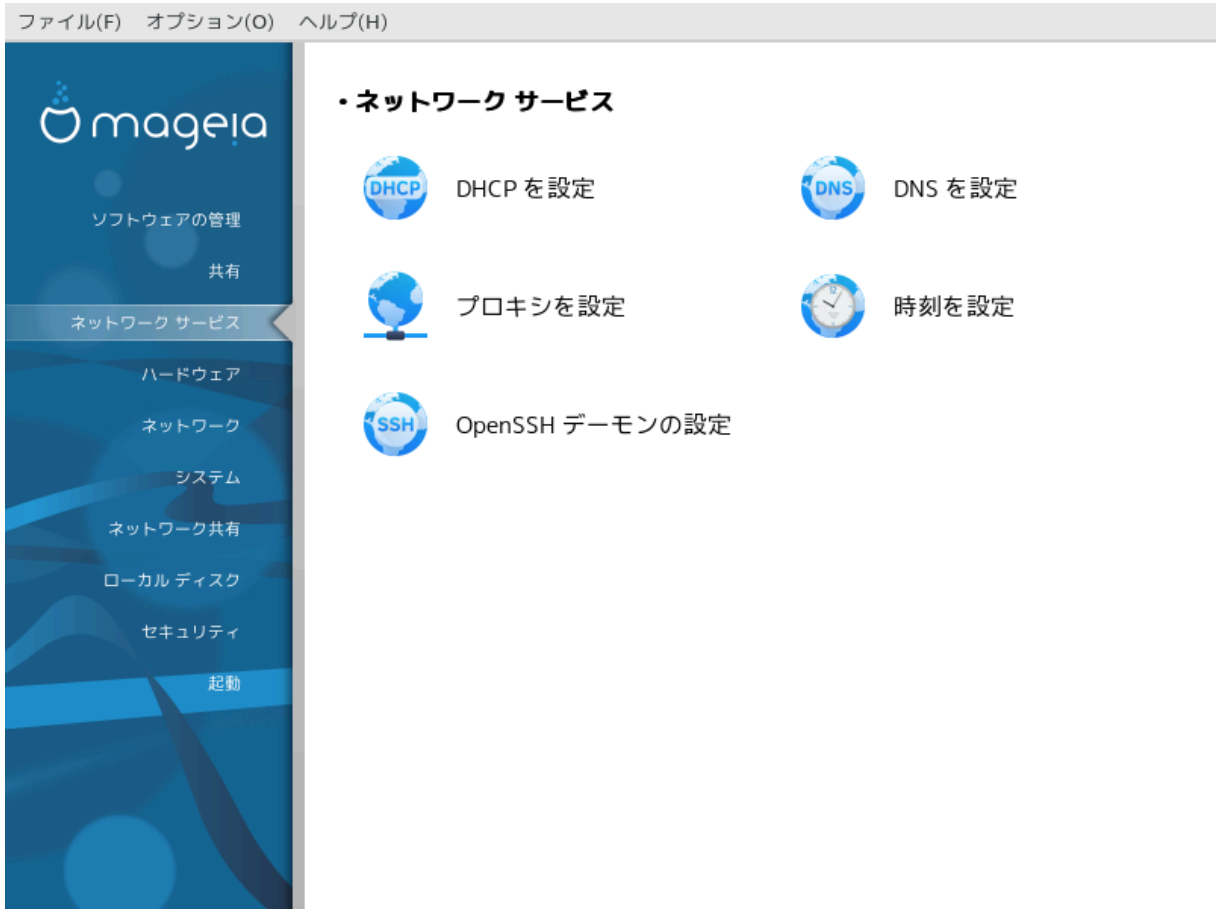 ファイル(F) オプション(O) ヘルプ(H)
mageia
ソフトウェアの管理
共有
ネットワーク サービス
ハードウェア
ネットワーク
システム
ネットワーク共有
ローカル ディスク
セキュリティ
起動
・ネットワーク サービス
DHCP
DHCP を設定
DNS
DNS を設定
プロキシを設定
12
時刻を設定
SSH
OpenSSH デーモンの設定